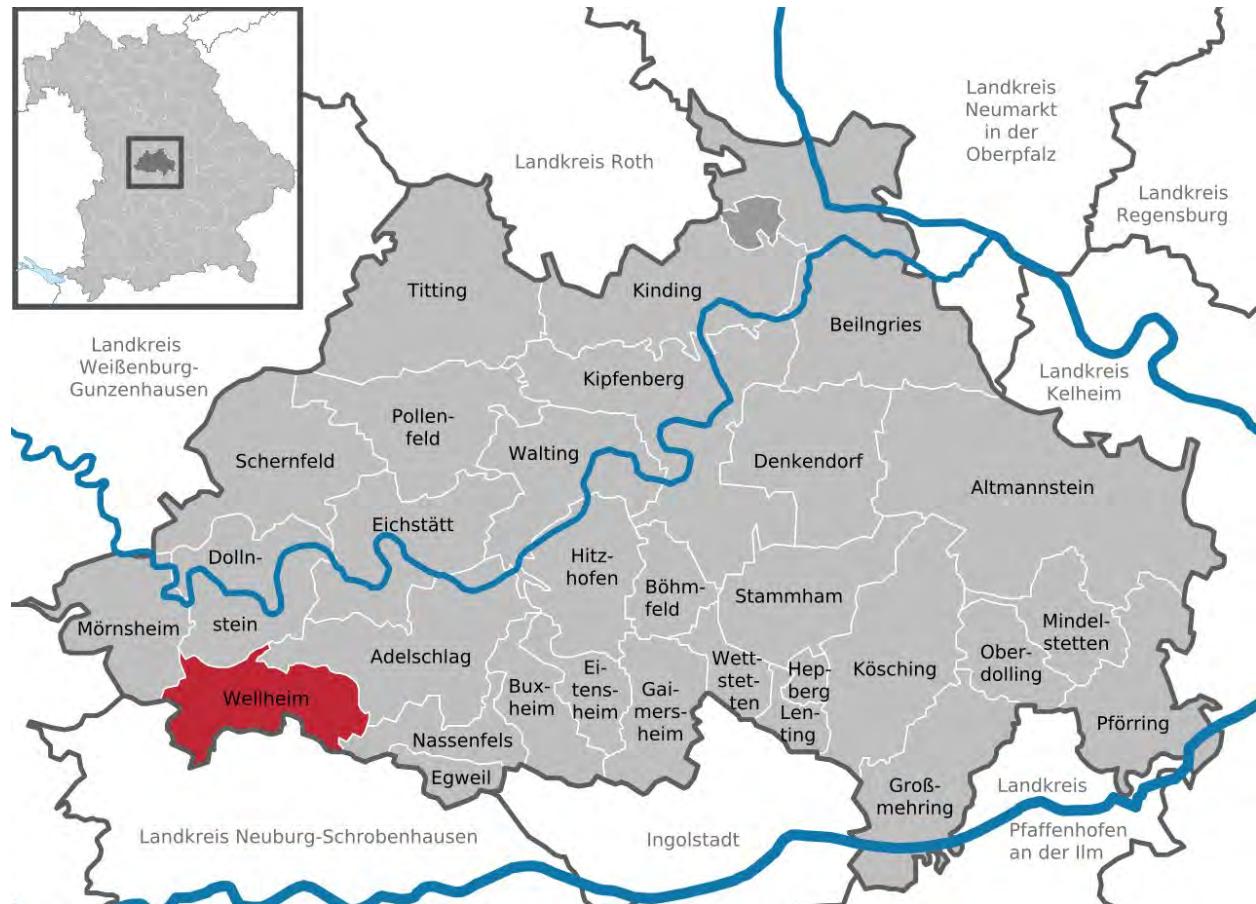 Landkreis
Neumarkt
in der
Oberpfalz
Landkreis Roth
Landkreis
Regensburg
Titting
Kinding
Beilngries
Landkreis
Weißenburg-
Gunzenhausen
Kipfenberg
Landkreis
Kelheim
Pollen-
feld
Schernfeld
Walting
Denkendorf
Altmannstein
Eichstätt
Dolln-
stein
Hitz-
hofen
Böhm-
feld
Stammham
Mindel-
stetten
Mörnsheim
Adelschlag
Wellheim
Bux-
heim
Ei-
tens-
heim
Gai-
mers-
heim
Wett-
stet-
ten
Hep-
berg
Len-
ting
Kösching
Ober-
dolling
Pförring
Nassenfels
Egweil
Groß-
mehring
Landkreis
Pfaffenhofen
an der Ilm
Landkreis Neuburg-Schrobenhausen
Ingolstadt